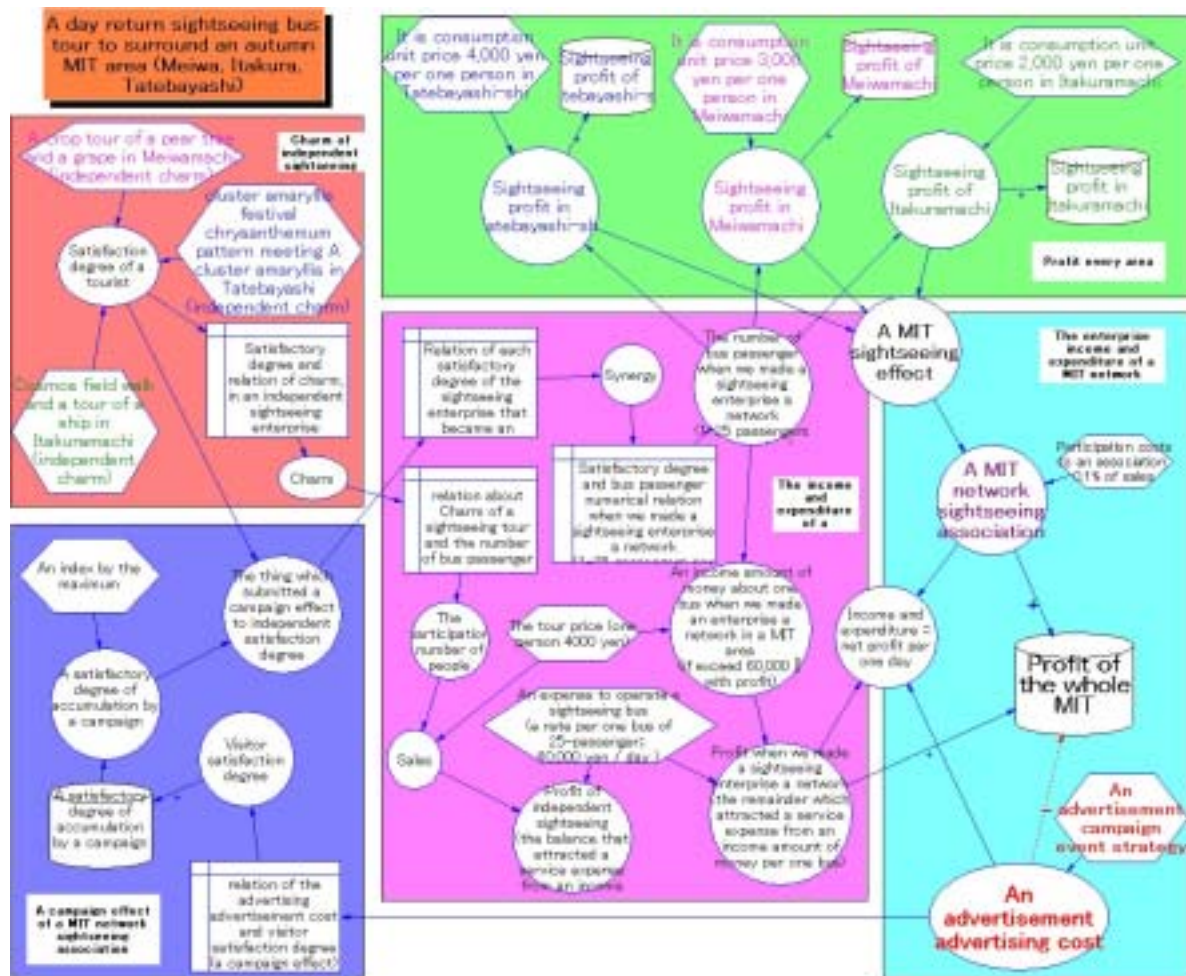 A day return sightseeing bus
tour to surround an autumn
MIT area (Meiwa, Itakura,
Tatebayashi)
It is consumption
unit price 4,000 yen
per one person in
Tatebayashi-shi
Sightseeing
profit of
It is consumption
unit price 3,000
yen per one
person in
Meiwamachi
Sightseeing
profit of
Meiwamachi
It is consumption unit
price 2,000 yen per one
person in Itakuramachi
Sightseeing
profit in
Sightseeing
profit in
Meiwamachi
Sightseeing
profit of
Itakuramachi
Sightseeing
profit in
Itakuramachi
Profit every area
A crop tour of a pear tree
and a grape in Meiwamachi
(independent charm)
Charm of
independent
sightseeing
cluster amaryllis
festival
chrysanthemum
pattern meeting A
cluster amaryllis in
Tatebayashi
(independent charm)
Satisfaction
degree of a
tourist
Cosmos field walk
and a tour of a
ship in
Itakuramachi
(independent
charm)
Satisfactory
degree and
relation of charm,
in an independent
sightseeing
enterprise
Charm
Relation of each
satisfactory
degree of the
sightseeing
enterprise that
became an
Synergy
The number of
bus passenger
when we made a
sightseeing
enterprise a
network
passengers
relation about
Charm of a
sightseeing tour
and the number
of bus passenger
Satisfactory degree
and bus passenger
numerical relation
when we made a
sightseeing enterprise
a network
The income
and
expenditure
of a
The
participation
number of
people
The tour price (one
person 4000 yen)
An income amount of
money about one
bus when we made
an enterprise a
network in a MIT
area
(if exceed 60,000
with profit)
An expense to operate a
sightseeing bus
(a rate per one bus of
25-passenger:
60,000 yen / day )
Sales
Profit of
independent
sightseeing
(the balance that
attracted a
service expense
from an income
Profit when we made
a sightseeing
enterprise a network
(the remainder which
attracted a service
expense from an
income amount of
money per one bus)
A MIT
sightseeing
effect
The enterprise
income and
expenditure of a
MIT network
A MIT
network
sightseeing
association
Participation costs
to an association
0.1% of sales
Income and
expenditure =
net profit per
one day
Profit of
the whole
MIT
An
advertisement
campaign
event strategy
An
advertisement
advertising cost
An index by the
maximum
The thing which
submitted a
campaign effect
to independent
satisfaction
degree
A satisfactory
degree of
accumulation by
a campaign
Visitor
satisfaction
degree
A satisfactory
degree of
accumulation
by a campaign
A campaign effect
of a MIT network
sightseeing
association
relation of the
advertising
advertisement cost
and visitor
satisfaction degree
(a campaign effect)